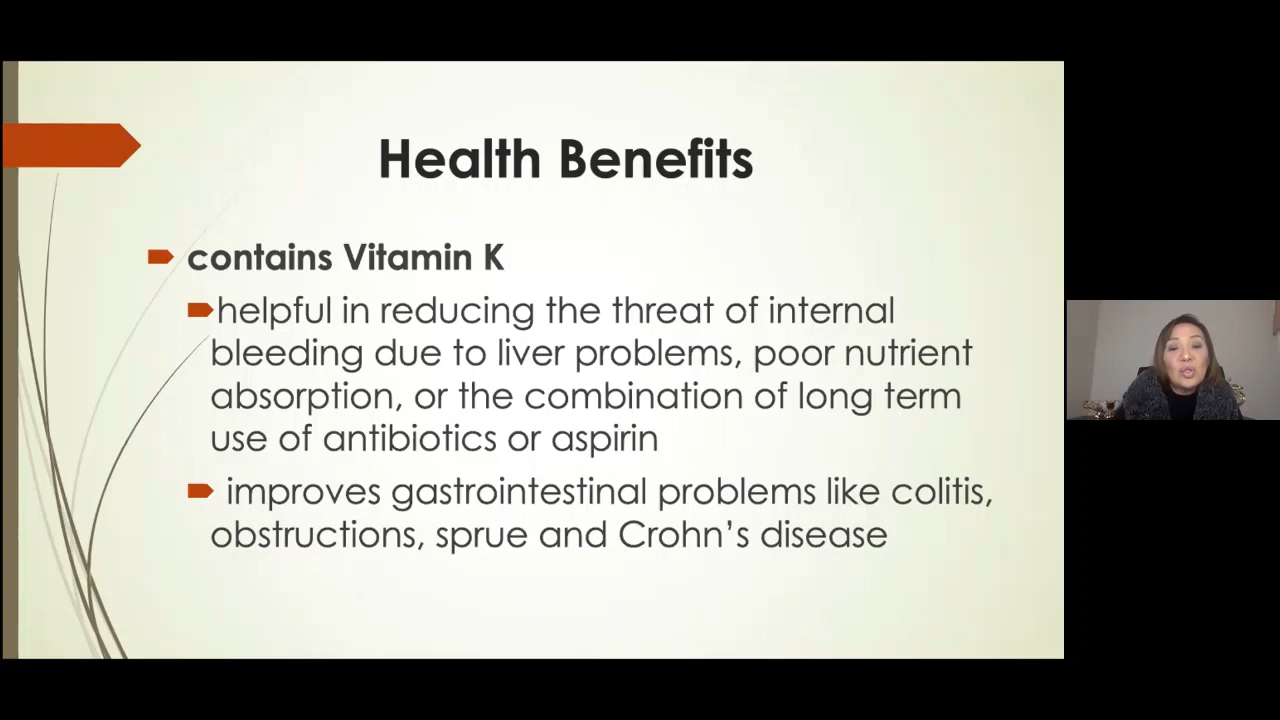 Health Benefits
contains Vitamin K
helpful in reducing the threat of internal
bleeding due to liver problems, poor nutrient
absorption, or the combination of long term
use of antibiotics or aspirin
improves gastrointestinal problems like colitis,
obstructions, sprue and Crohn’s disease